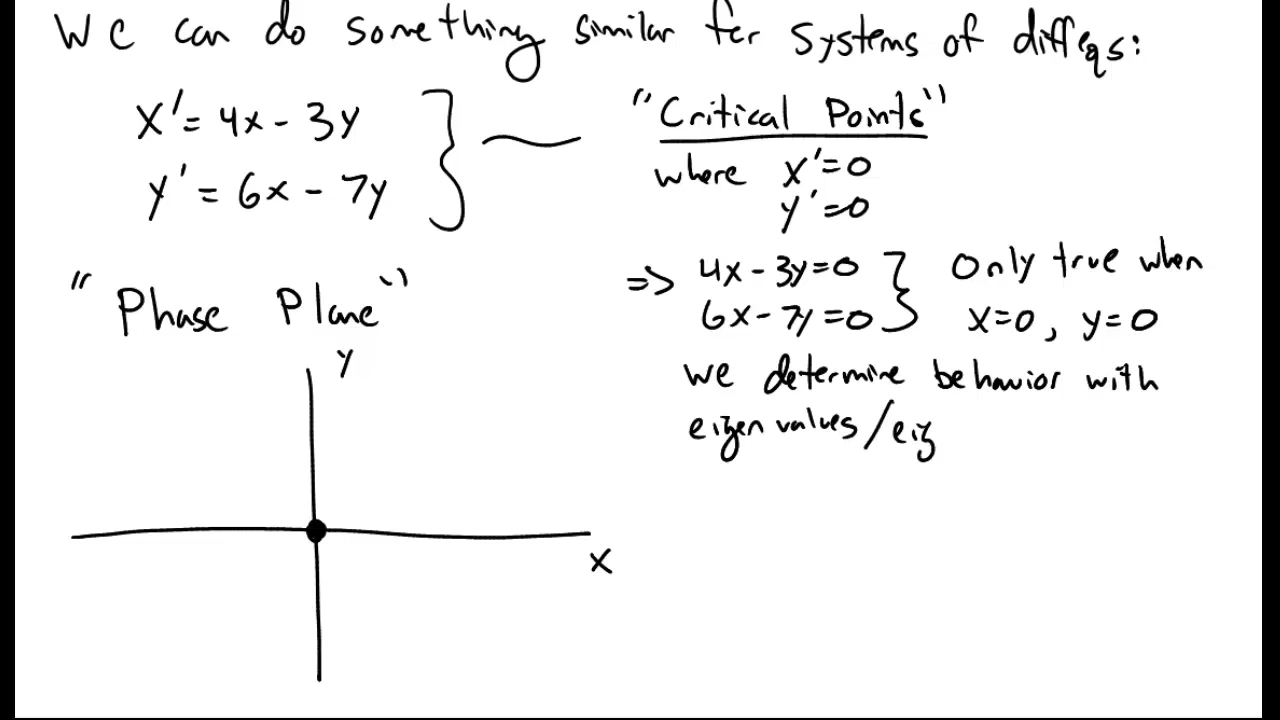 We can do something similar for systems of diffeqs:
x' = 4x - 3y
y' = 6x - 7y
"Phase Plane"
y
x
"Critical Points"
where x'=0
y'=0
=> 4x - 3y = 0
6x - 7y = 0
Only true when
x=0, y=0
we determine behavior with
eigenvalues/eig